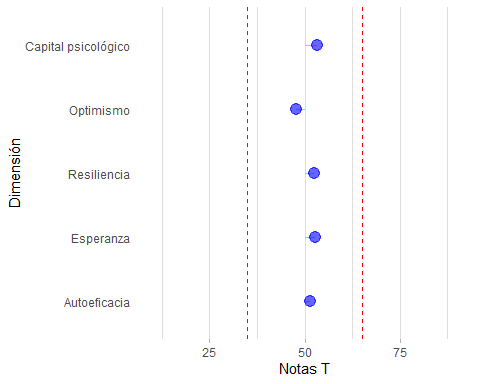 Capital psicológico
Optimismo
Resiliencia
Esperanza
Autoeficacia
Dimensión
25 50 75
Notas T